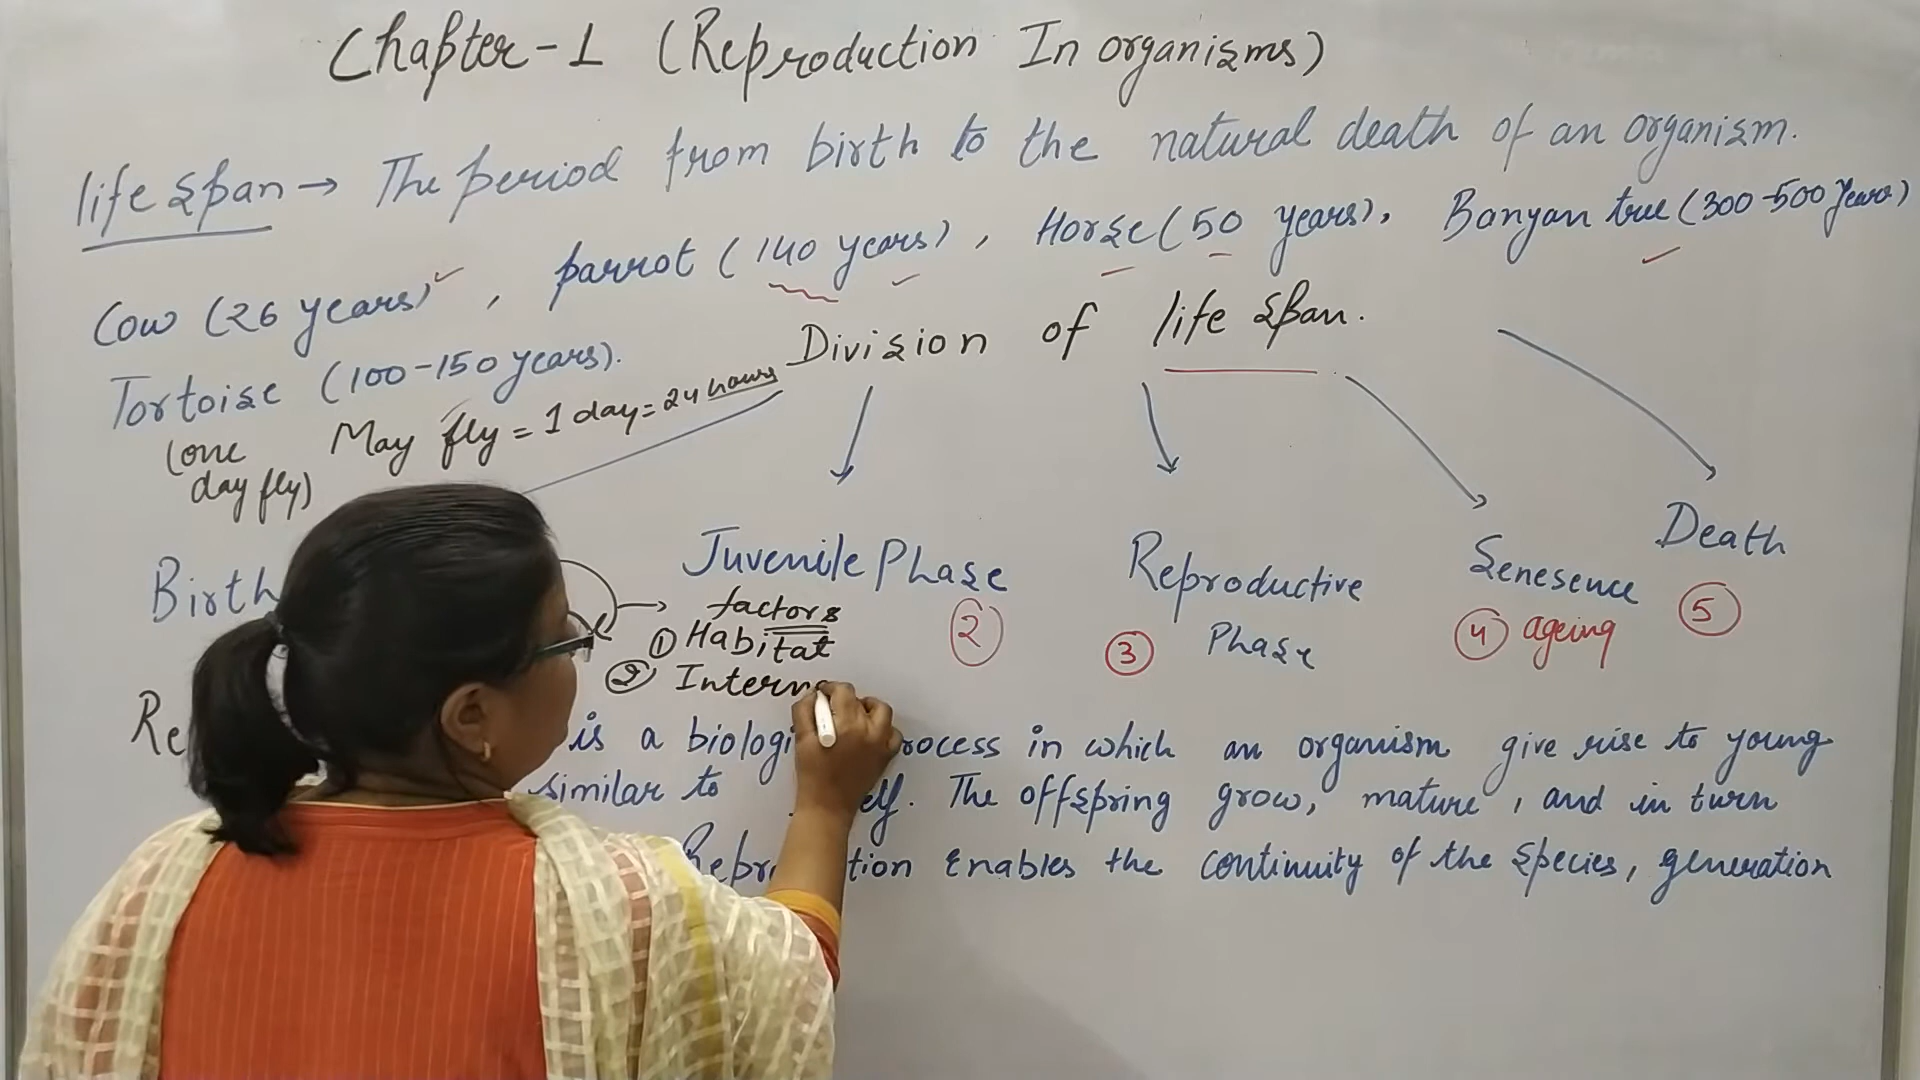 Chapter-1 (Reproduction In organisms)
life span → The period from birth to the natural death of an organism.
Cow (26 years), parrot (140 years), Horse (50 years), Banyan tree (300-500 years)
Tortoise (100-150 years).
Division of life span.
(one day fly) May fly = 1 day = 24 hours
Birth
Juvenile Phase
②
Reproductive Phase
③
Senesence
④ ageing
Death
⑤
→ factors
① Habitat
② Intern
Re is a biologi rocess in which an organism give rise to young
similar to elf. The offspring grow, mature, and in turn
Repr tion Enables the continuity of the species, generation